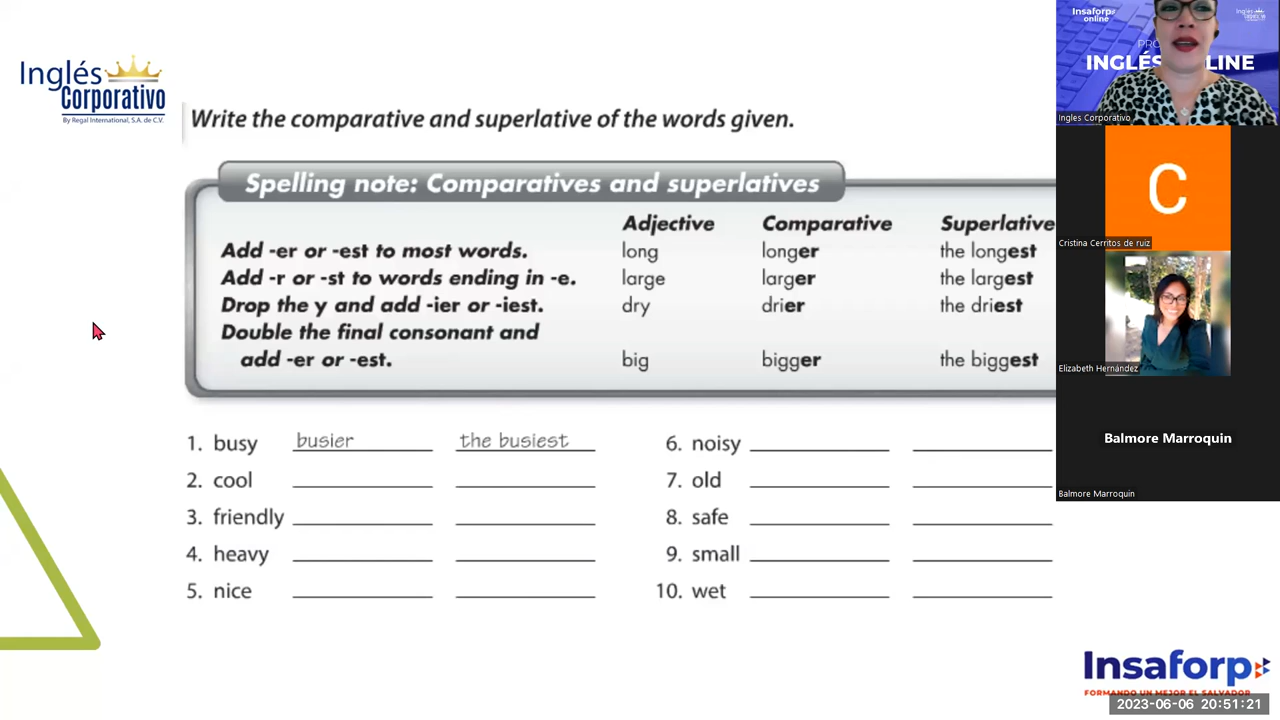 Inglés
Corporativo
By Regal International, S.A. de C.V.
Write the comparative and superlative of the words given.
Spelling note: Comparatives and superlatives
Adjective Comparative Superlative
Add -er or -est to most words. long longer the longest
Add -r or -st to words ending in -e. large larger the largest
Drop the y and add -ier or -iest. dry drier the driest
Double the final consonant and
add -er or -est. big bigger the biggest
1. busy busier the busiest
2. cool
3. friendly
4. heavy
5. nice
6. noisy
7. old
8. safe
9. small
10. wet
Insaforp
online
PRO
INGLÉS LINE
Ingles Corporativo
C
Cristina Cerritos de ruiz
Elizabeth Hernández
Balmore Marroquin
Balmore Marroquin
Insaforp
FORMANDO UN MEJOR EL SALVADOR
2023-06-06 20:51:21